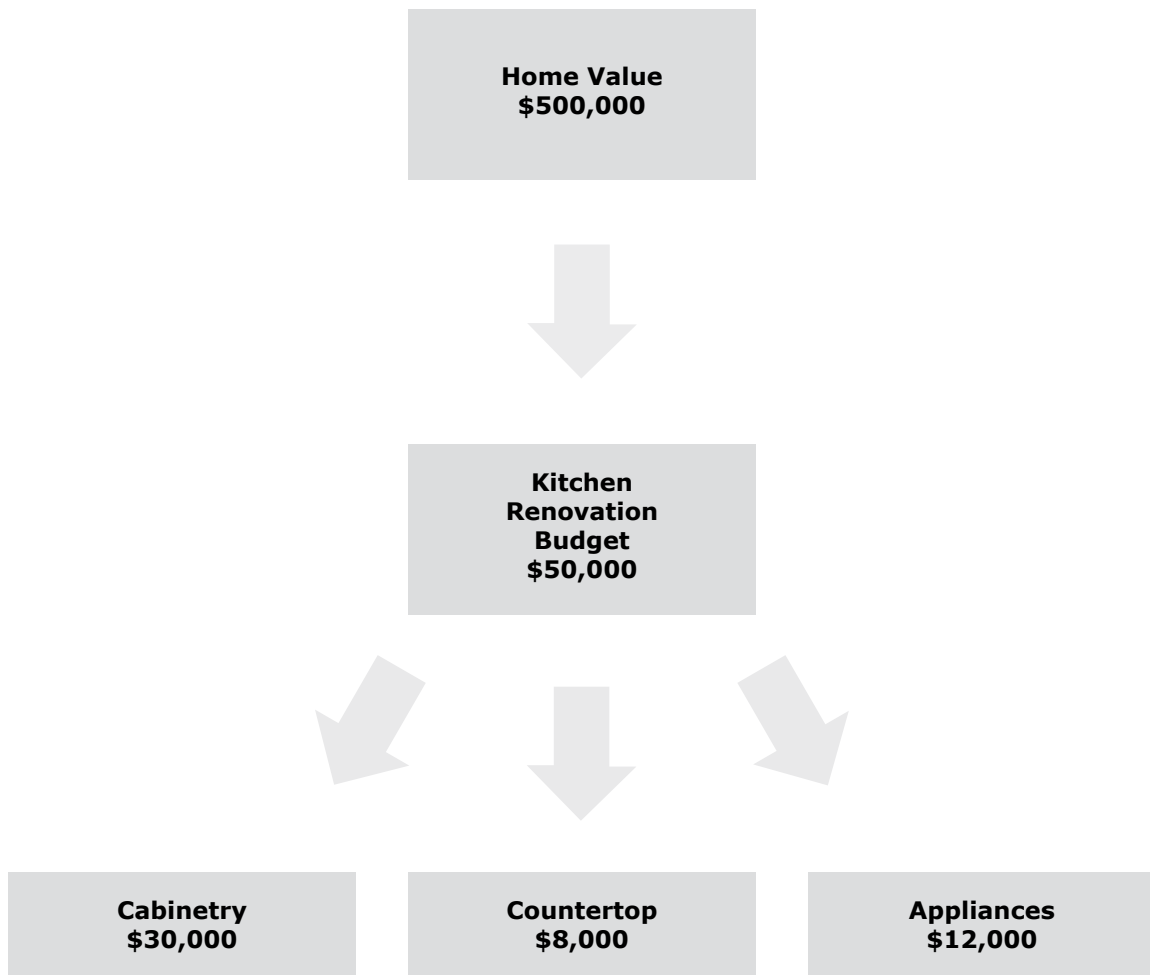 Home Value
$500,000
Kitchen
Renovation
Budget
$50,000
Cabinetry
$30,000
Countertop
$8,000
Appliances
$12,000